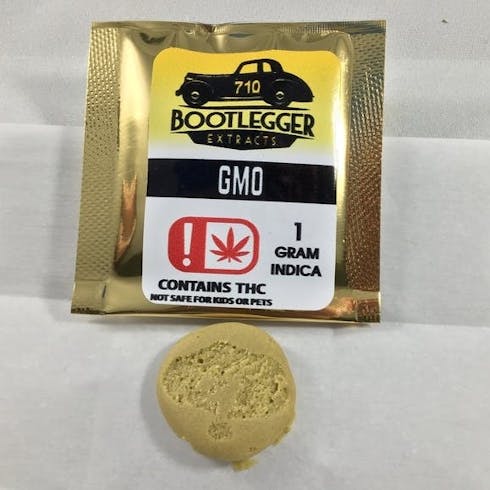 710
BOOTLEGGER
EXTRACTS
GMO
!
1
GRAM
INDICA
CONTAINS THC
NOT SAFE FOR KIDS OR PETS